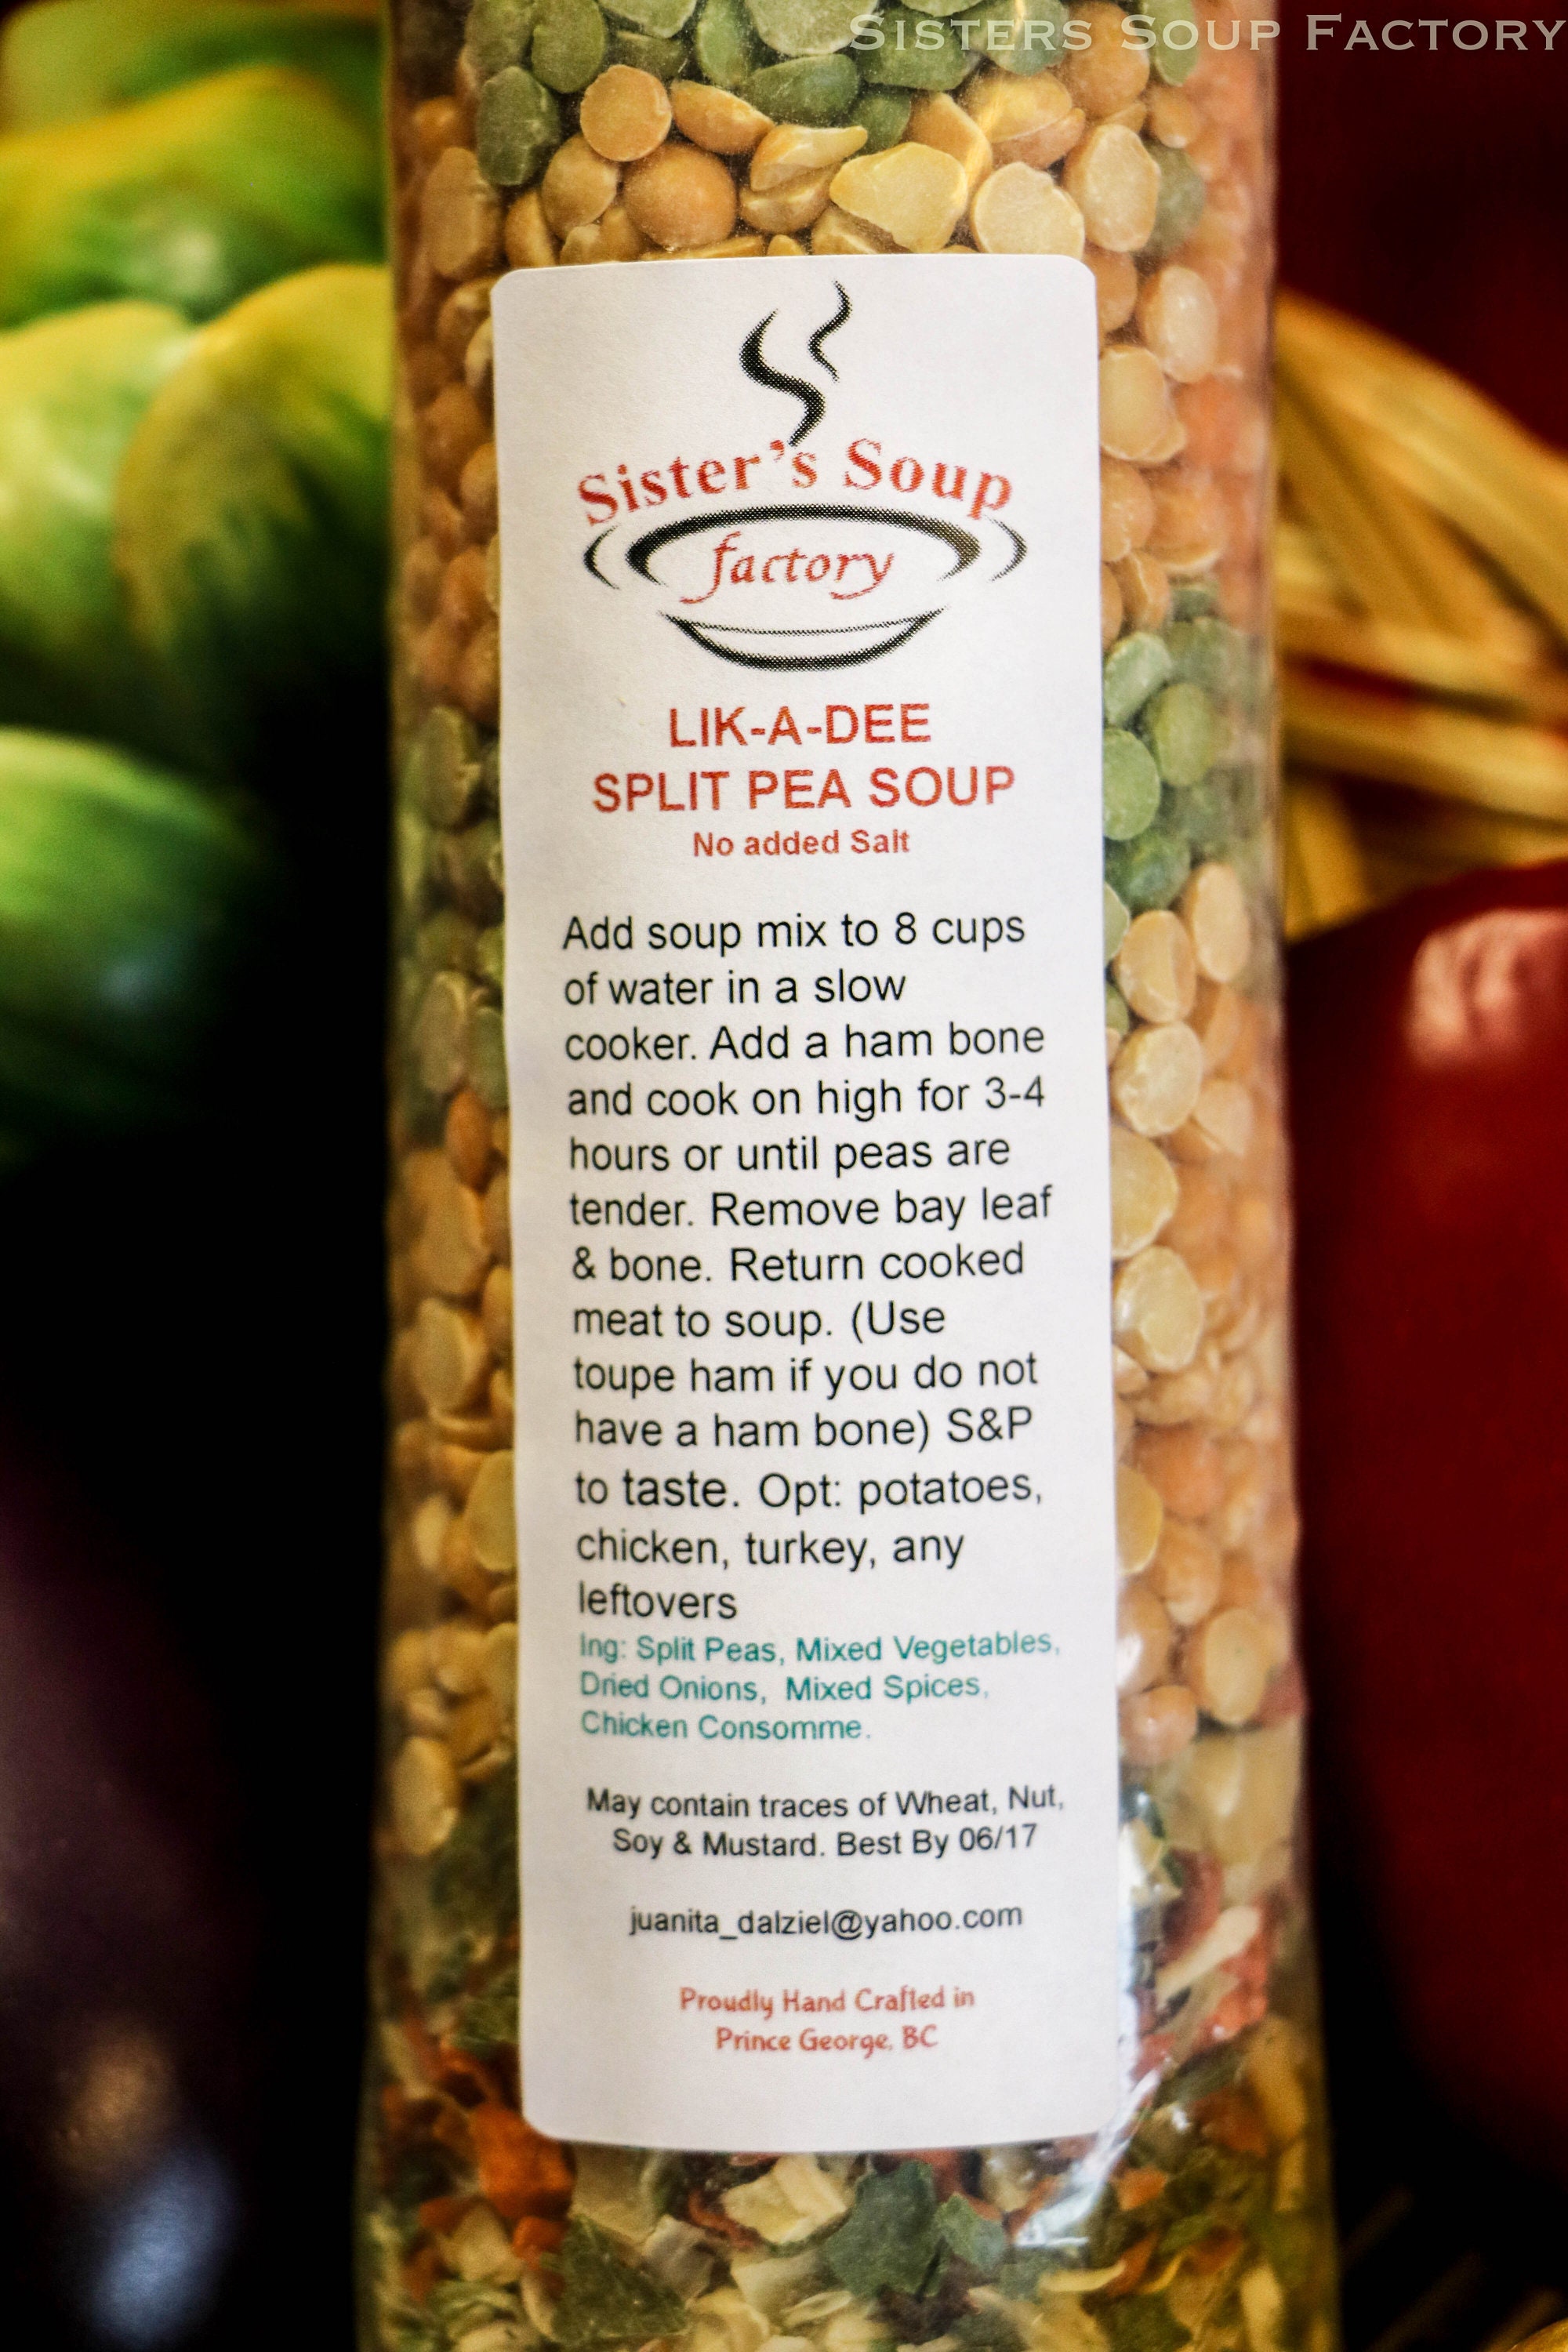 SISTERS SOUP FACTORY
Sister's Soup
factory
LIK-A-DEE
SPLIT PEA SOUP
No added Salt
Add soup mix to 8 cups
of water in a slow
cooker. Add a ham bone
and cook on high for 3-4
hours or until peas are
tender. Remove bay leaf
& bone. Return cooked
meat to soup. (Use
toupe ham if you do not
have a ham bone) S&P
to taste. Opt: potatoes,
chicken, turkey, any
leftovers
Ing: Split Peas, Mixed Vegetables,
Dried Onions, Mixed Spices,
Chicken Consomme.
May contain traces of Wheat, Nut,
Soy & Mustard. Best By 06/17
juanita_dalziel@yahoo.com
Proudly Hand Crafted in
Prince George, BC